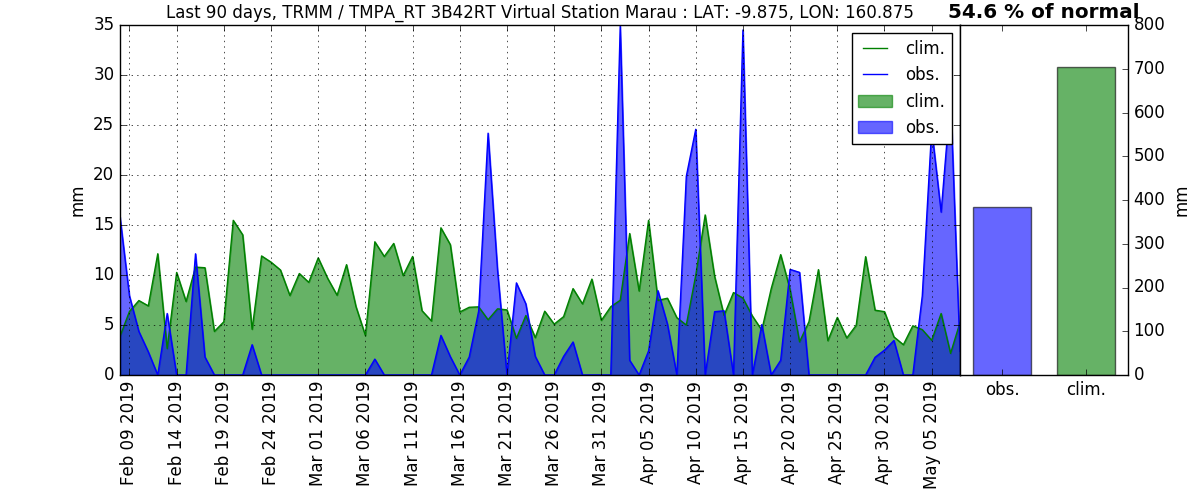 Last 90 days, TRMM / TMPA_RT 3B42RT Virtual Station Marau : LAT: -9.875, LON: 160.875
54.6 % of normal
mm
35
30
25
20
15
10
5
0
clim.
obs.
clim.
obs.
800
700
600
500
400
300
200
100
0
mm
Feb 09 2019
Feb 14 2019
Feb 19 2019
Feb 24 2019
Mar 01 2019
Mar 06 2019
Mar 11 2019
Mar 16 2019
Mar 21 2019
Mar 26 2019
Mar 31 2019
Apr 05 2019
Apr 10 2019
Apr 15 2019
Apr 20 2019
Apr 25 2019
Apr 30 2019
May 05 2019
obs.
clim.